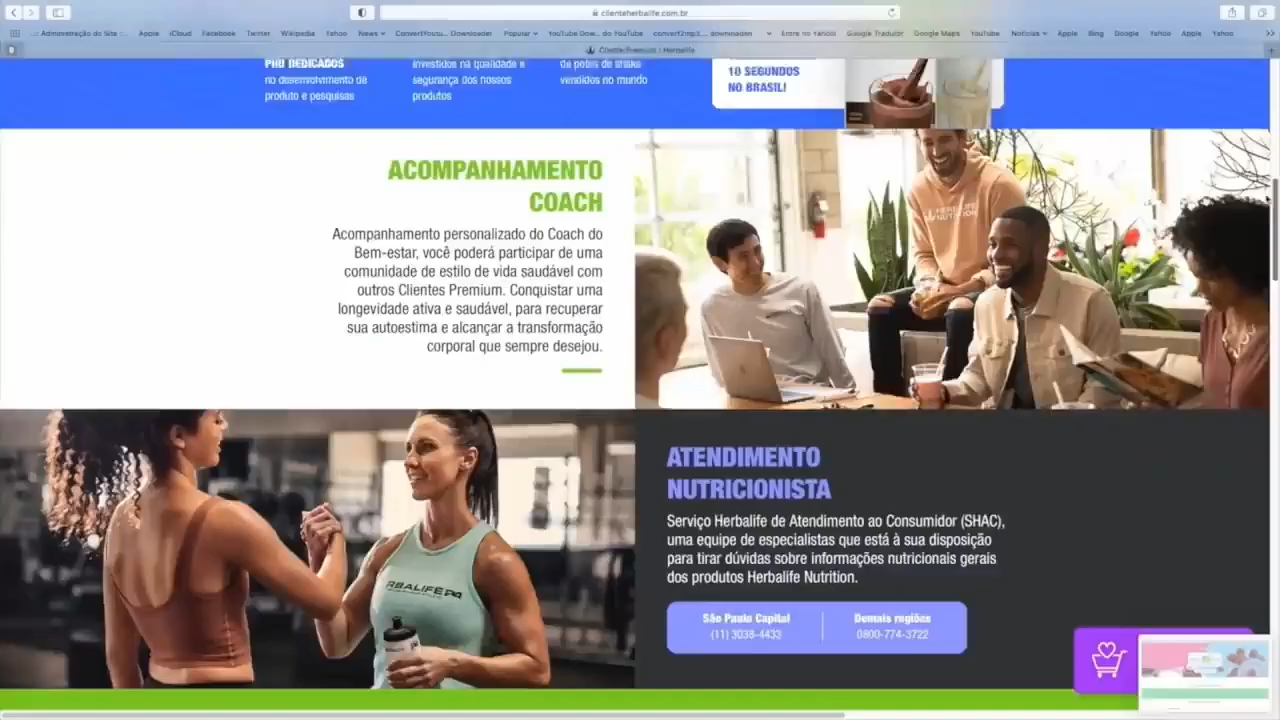 clienteherbalife.com.br
Administração do Site
Apple
iCloud
Facebook
Twitter
Wikipedia
Yahoo
News
ConvertYoutu... Downloader
Popular
YouTube Dow... do YouTube
convert2mp3....downloaden
Entre no Yahoo
Google Tradutor
Google Maps
YouTube
Notícias
Apple
Bing
Google
Yahoo
Apple
Yahoo
Cliente Premium | Herbalife
PHD DEDICADOS
no desenvolvimento de
produto e pesquisas
investidos na qualidade e
segurança dos nossos
produtos
de potes de shake
vendidos no mundo
10 SEGUNDOS
NO BRASIL!
ACOMPANHAMENTO
COACH
Acompanhamento personalizado do Coach do
Bem-estar, você poderá participar de uma
comunidade de estilo de vida saudável com
outros Clientes Premium. Conquistar uma
longevidade ativa e saudável, para recuperar
sua autoestima e alcançar a transformação
corporal que sempre desejou.
HERBALIFE
NUTRITION
RBALIFE24
ATENDIMENTO
NUTRICIONISTA
Serviço Herbalife de Atendimento ao Consumidor (SHAC),
uma equipe de especialistas que está à sua disposição
para tirar dúvidas sobre informações nutricionais gerais
dos produtos Herbalife Nutrition.
São Paulo Capital
(11) 3038-4433
Demais regiões
0800-774-3722